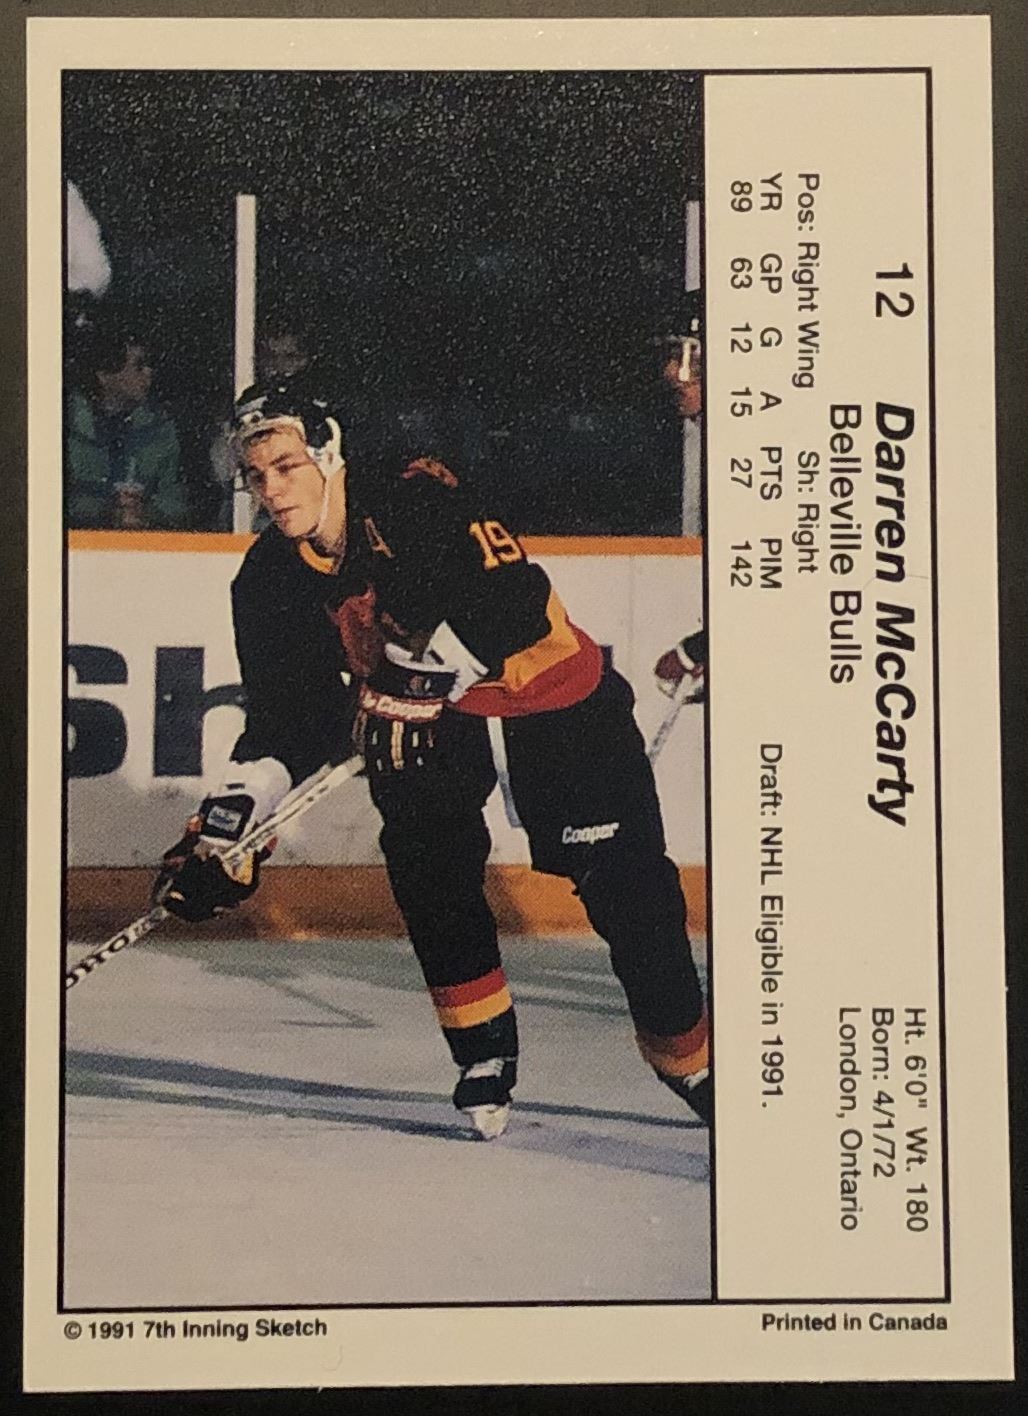 12 Darren McCarty
Belleville Bulls
Pos: Right Wing Sh: Right
YR GP G A PTS PIM
89 63 12 15 27 142
Draft: NHL Eligible in 1991.
Ht. 6'0" Wt. 180
Born: 4/1/72
London, Ontario
A
19
Cooper
Cooper
sh
© 1991 7th Inning Sketch
Printed in Canada